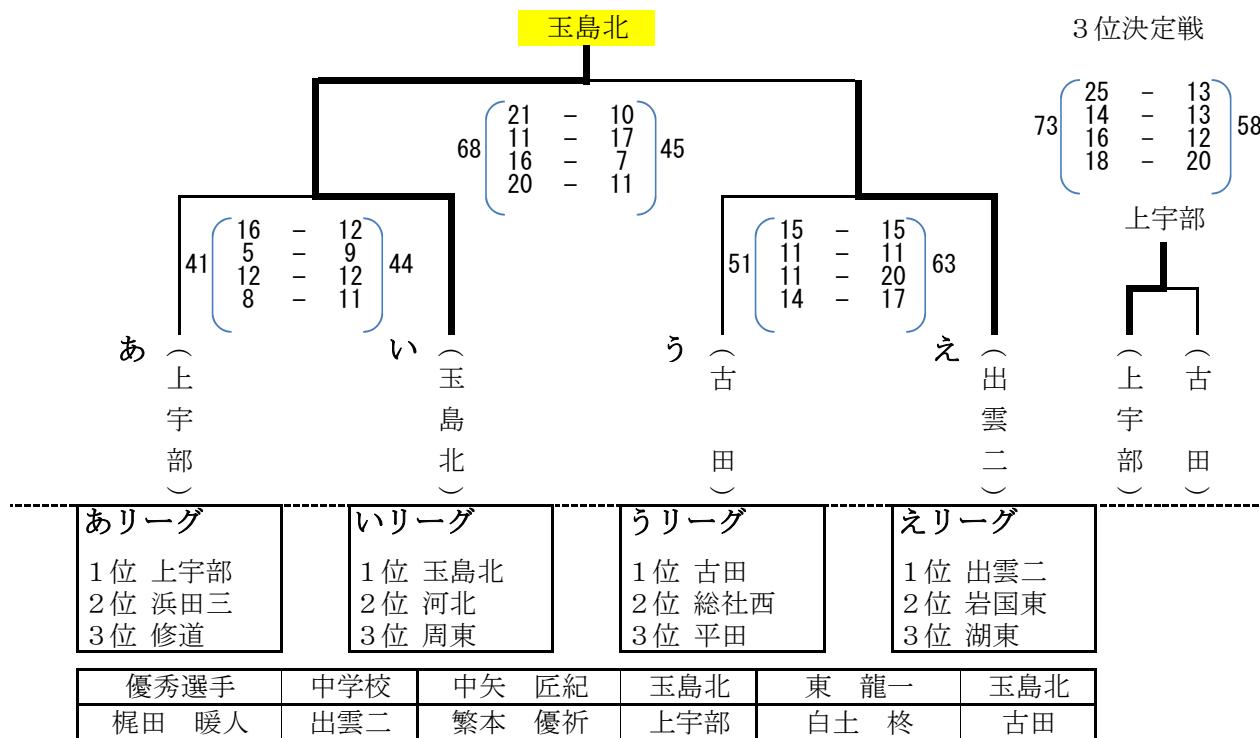 玉島北
３位決定戦
68
21 － 10
11 － 17
16 － 7
20 － 11
45
73
25 － 13
14 － 13
16 － 12
18 － 20
58
上宇部
41
16 － 12
5 － 9
12 － 12
8 － 11
44
51
15 － 15
11 － 11
11 － 20
14 － 17
63
あ
（上宇部）
い
（玉島北）
う
（古田）
え
（出雲二）
（上宇部）
（古田）
あリーグ
１位 上宇部
２位 浜田三
３位 修道
いリーグ
１位 玉島北
２位 河北
３位 周東
うリーグ
１位 古田
２位 総社西
３位 平田
えリーグ
１位 出雲二
２位 岩国東
３位 湖東
優秀選手 中学校 中矢　匠紀 玉島北 東　龍一 玉島北
梶田　暖人 出雲二 繁本　優祈 上宇部 白土　柊 古田